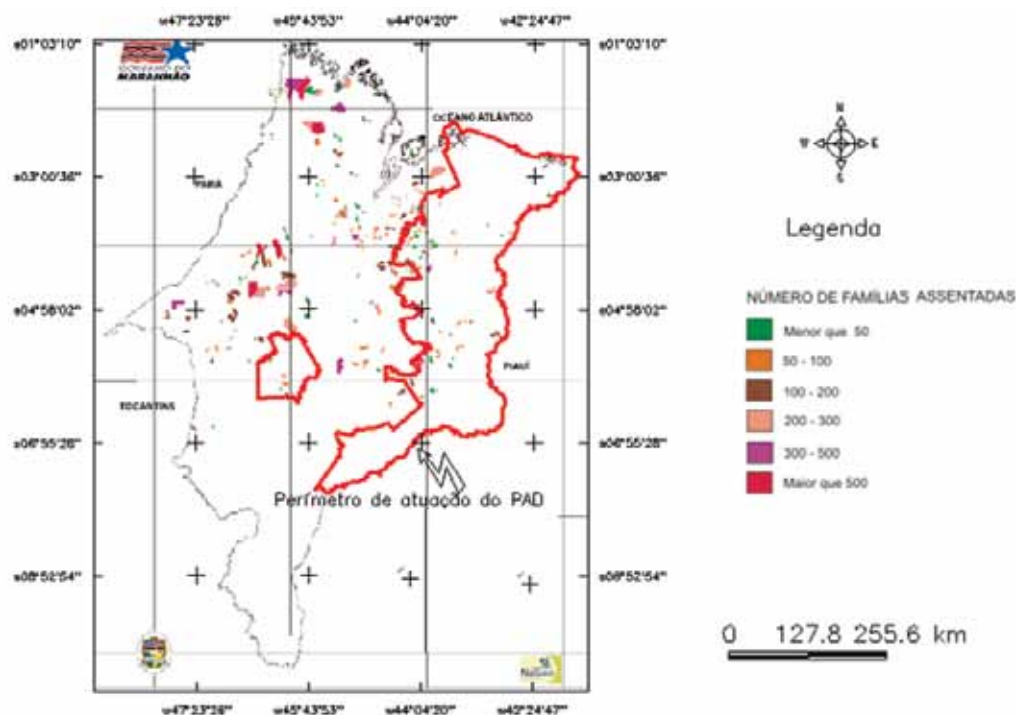 w47°23'28" w45°43'53" w44°04'20" w42°24'47"
s01°03'10" s01°03'10"
GOVERNO DO
MARANHÃO
OCEANO ATLÂNTICO
N
W E
S
s03°00'36" s03°00'36"
PARÁ
Legenda
NÚMERO DE FAMÍLIAS ASSENTADAS
s04°58'02" s04°58'02"
Menor que 50
50 - 100
PIAUÍ
100 - 200
TOCANTINS
200 - 300
s06°55'28" s06°55'28"
300 - 500
Maior que 500
Perímetro de atuação do PAD
s08°52'54" s08°52'54"
0 127.8 255.6 km
w47°23'28" w45°43'53" w44°04'20" w42°24'47"